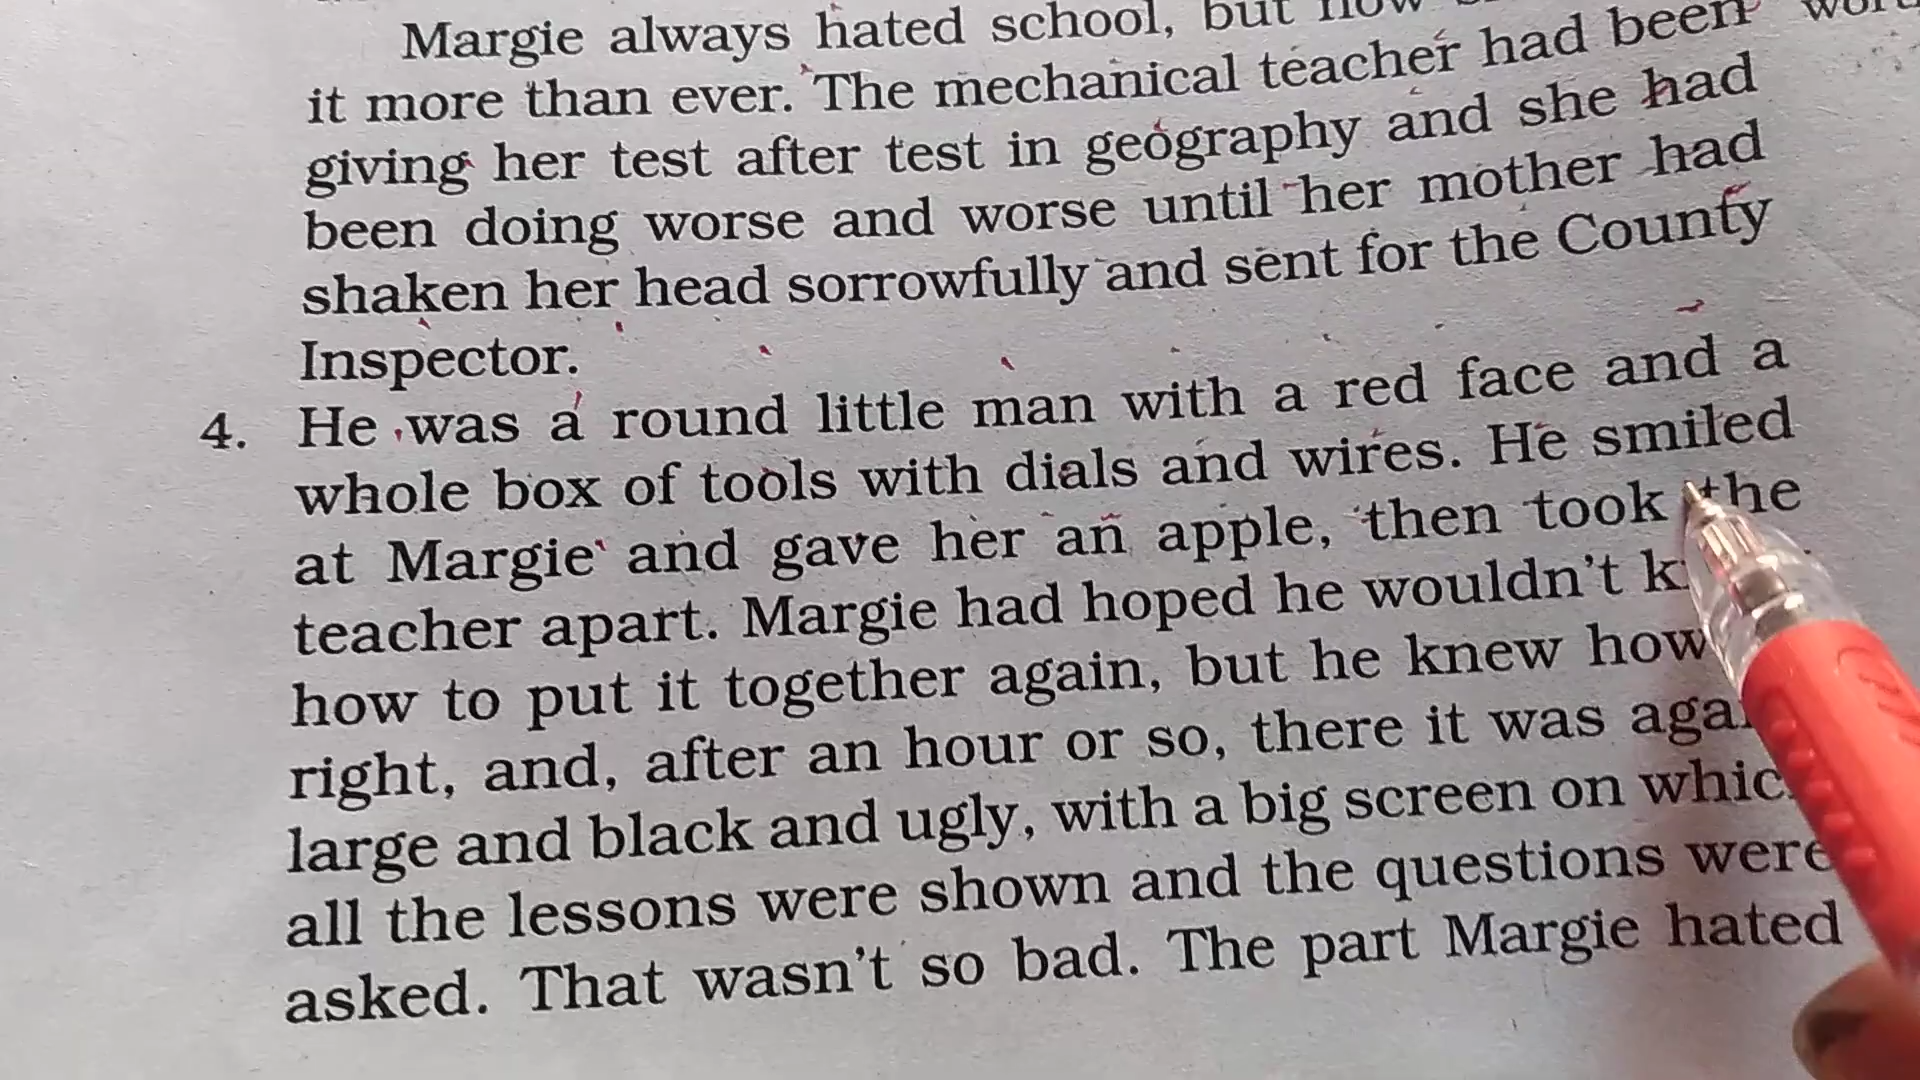 Margie always hated school, but now
it more than ever. The mechanical teacher had been
giving her test after test in geography and she had
been doing worse and worse until her mother had
shaken her head sorrowfully and sent for the County
Inspector.
4. He was a round little man with a red face and a
whole box of tools with dials and wires. He smiled
at Margie and gave her an apple, then took the
teacher apart. Margie had hoped he wouldn't
how to put it together again, but he knew how
right, and, after an hour or so, there it was
large and black and ugly, with a big screen on which
all the lessons were shown and the questions were
asked. That wasn't so bad. The part Margie hated